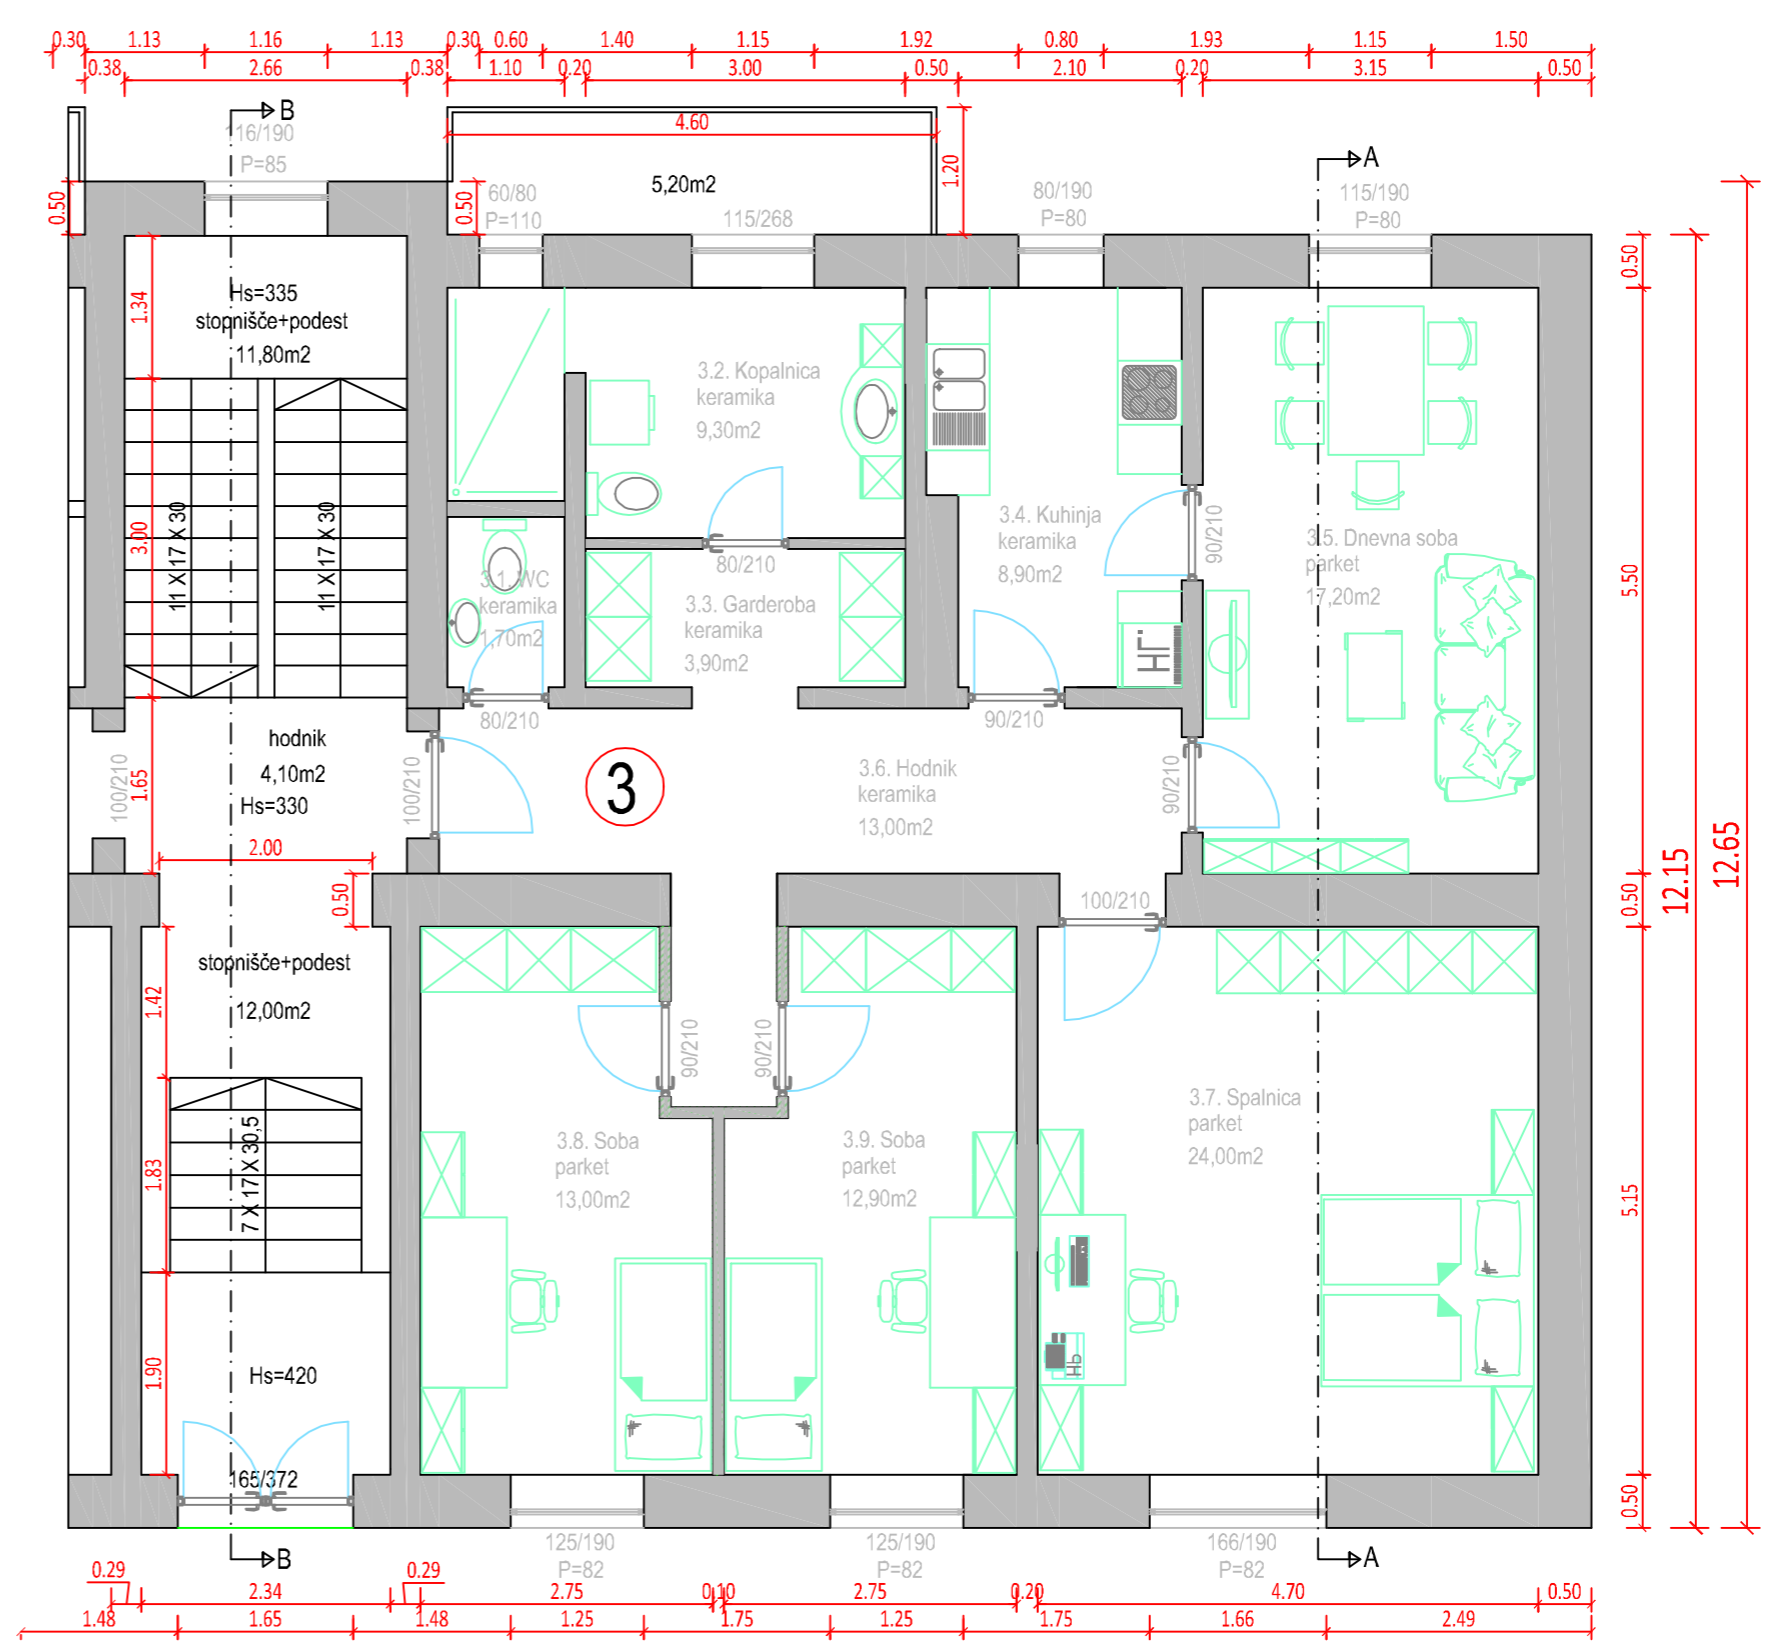 0.30 1.13 1.16 1.13 0.30 0.60 1.40 1.15 1.92 0.80 1.93 1.15 1.50
0.38 2.66 0.38 1.10 0.20 3.00 0.50 2.10 0.20 3.15 0.50
B
116/190
P=85
4.60
1.20
A
5,20m2
0.50
0.50
60/80
P=110
115/268
80/190
P=80
115/190
P=80
0.50
1.34
Hs=335
stopnišče+podest
11,80m2
3.2. Kopalnica
keramika
9,30m2
3.00
11 X 17 X 30
11 X 17 X 30
3.4. Kuhinja
keramika
8,90m2
90/210
3.5. Dnevna soba
parket
17,20m2
5.50
80/210
3.1. WC
keramika
1,70m2
3.3. Garderoba
keramika
3,90m2
80/210
90/210
hodnik
4,10m2
Hs=330
100/210
1.65
100/210
3
3.6. Hodnik
keramika
13,00m2
90/210
2.00
0.50
100/210
0.50
12.15
12.65
stopnišče+podest
12,00m2
1.42
90/210
90/210
3.7. Spalnica
parket
24,00m2
3.8. Soba
parket
13,00m2
3.9. Soba
parket
12,90m2
1.83
7 X 17 X 30,5
5.15
1.90
Hs=420
165/372
0.50
B
125/190
P=82
125/190
P=82
166/190
P=82
A
0.29 2.34 0.29 2.75 0.10 2.75 0.20 4.70 0.50
1.48 1.65 1.48 1.25 1.75 1.25 1.75 1.66 2.49